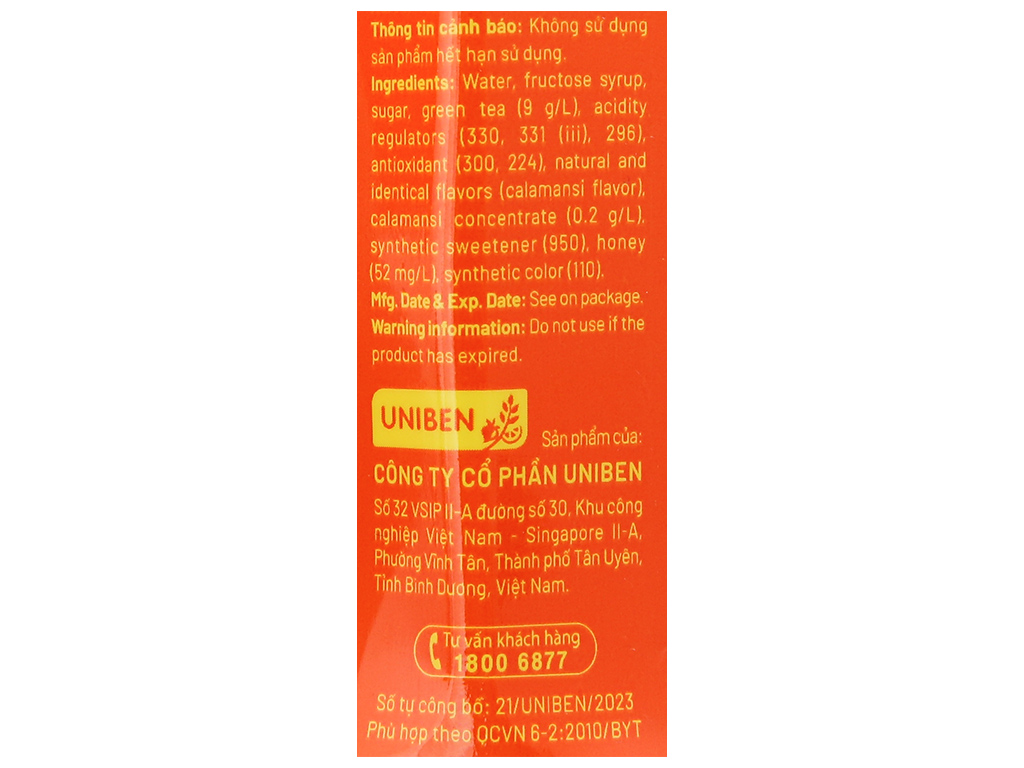 Thông tin cảnh báo: Không sử dụng
sản phẩm hết hạn sử dụng.
Ingredients: Water, fructose syrup,
sugar, green tea (9 g/L), acidity
regulators (330, 331 (iii), 296),
antioxidant (300, 224), natural and
identical flavors (calamansi flavor),
calamansi concentrate (0.2 g/L),
synthetic sweetener (950), honey
(52 mg/L), synthetic color (110).
Mfg. Date & Exp. Date: See on package.
Warning information: Do not use if the
product has expired.
UNIBEN
Sản phẩm của:
CÔNG TY CỔ PHẦN UNIBEN
Số 32 VSIP II-A đường số 30, Khu công
nghiệp Việt Nam - Singapore II-A,
Phường Vĩnh Tân, Thành phố Tân Uyên,
Tỉnh Bình Dương, Việt Nam.
Tư vấn khách hàng
1800 6877
Số tự công bố: 21/UNIBEN/2023
Phù hợp theo QCVN 6-2:2010/BYT